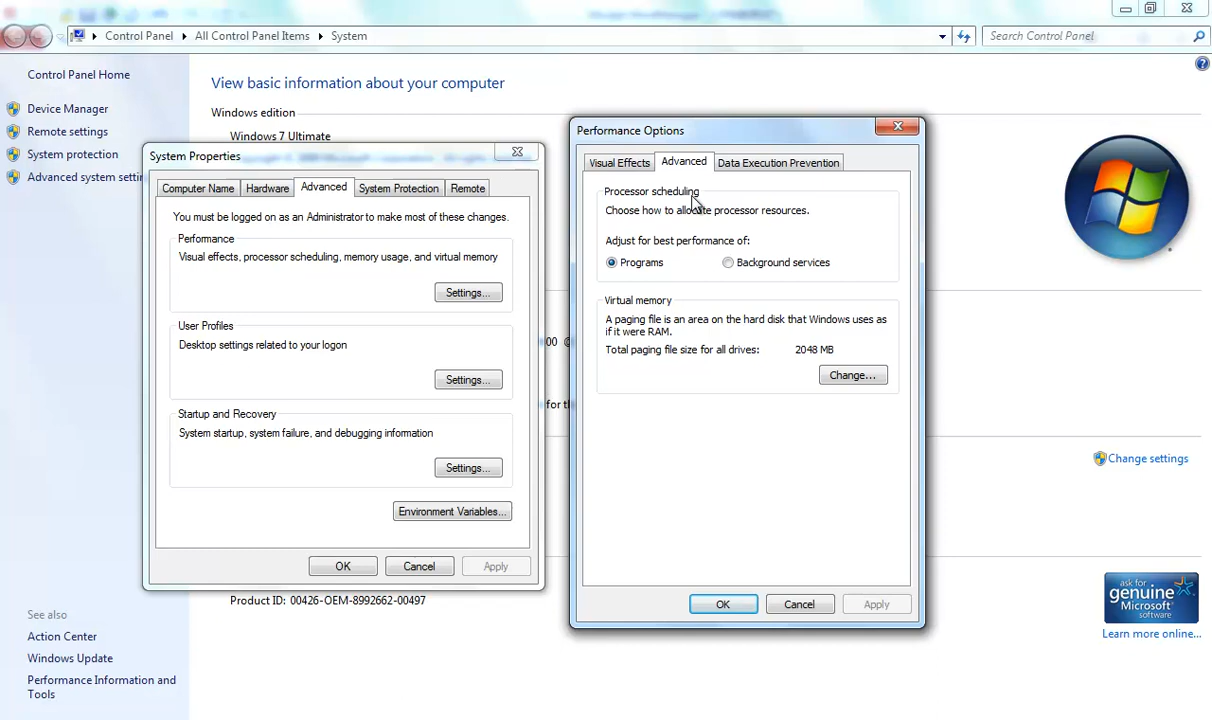 Control Panel
All Control Panel Items
System
Search Control Panel
Control Panel Home
Device Manager
Remote settings
System protection
Advanced system setti
View basic information about your computer
Windows edition
Windows 7 Ultimate
System Properties
Computer Name
Hardware
Advanced
System Protection
Remote
You must be logged on as an Administrator to make most of these changes.
Performance
Visual effects, processor scheduling, memory usage, and virtual memory
Settings...
User Profiles
Desktop settings related to your logon
Settings...
Startup and Recovery
System startup, system failure, and debugging information
Settings...
Environment Variables...
OK
Cancel
Apply
Performance Options
Visual Effects
Advanced
Data Execution Prevention
Processor scheduling
Choose how to allocate processor resources.
Adjust for best performance of:
Programs
Background services
Virtual memory
A paging file is an area on the hard disk that Windows uses as
if it were RAM.
Total paging file size for all drives: 2048 MB
Change...
OK
Cancel
Apply
00 @
for th
Change settings
Product ID: 00426-OEM-8992662-00497
ask for
genuine
Microsoft
software
Learn more online...
See also
Action Center
Windows Update
Performance Information and
Tools